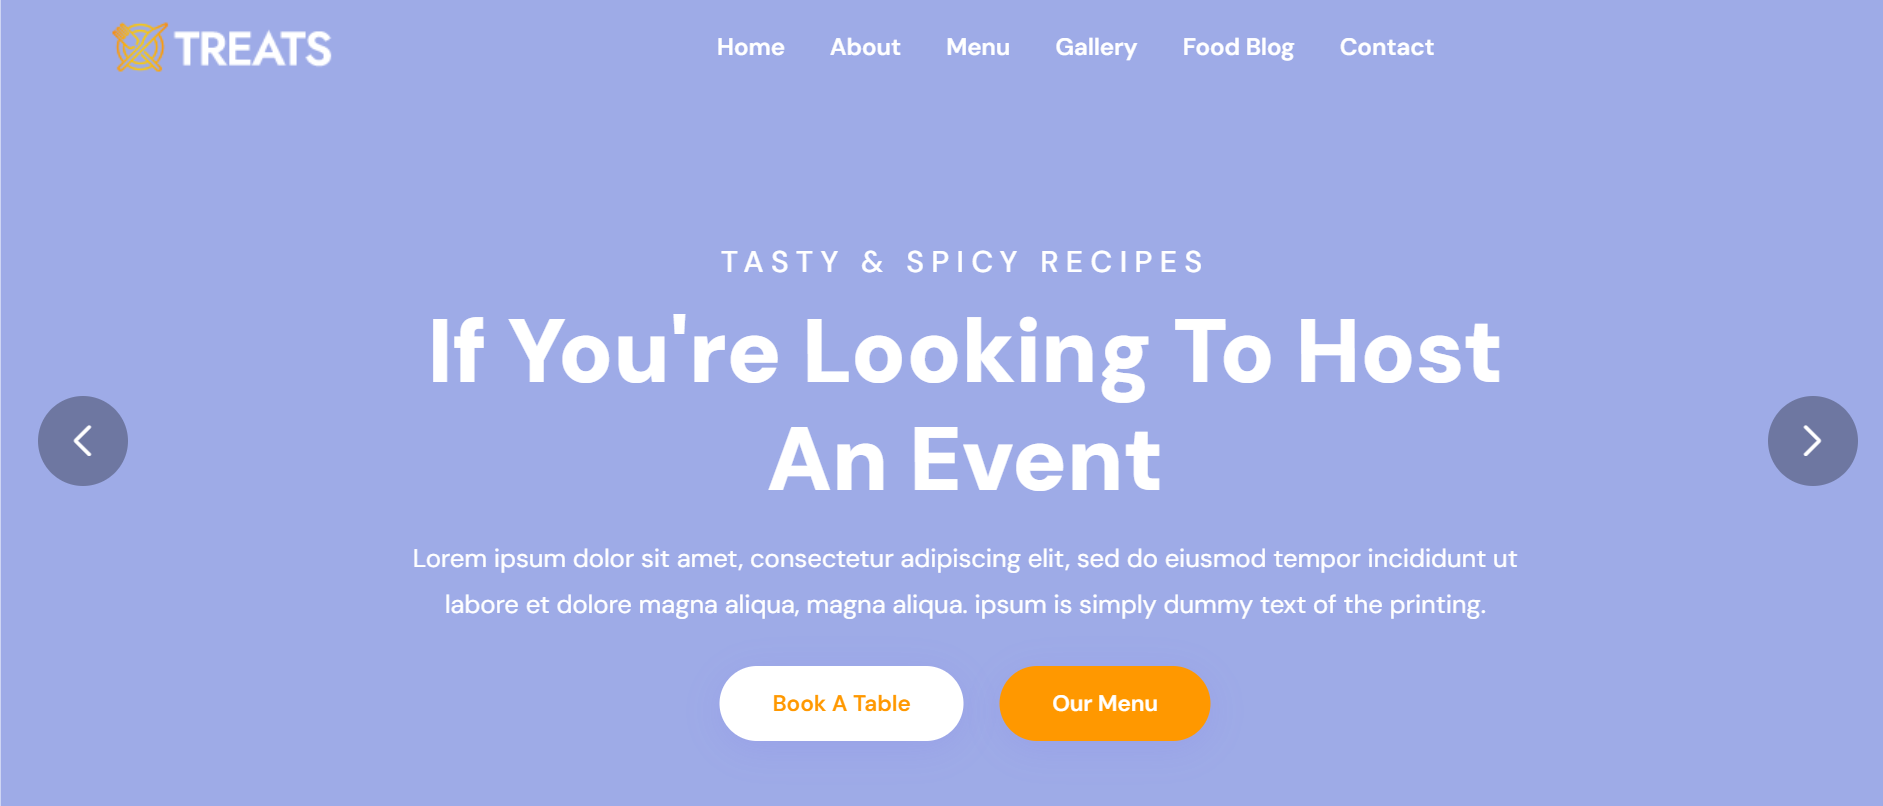 TREATS
Home About Menu Gallery Food Blog Contact
TASTY & SPICY RECIPES
If You're Looking To Host
An Event
Lorem ipsum dolor sit amet, consectetur adipiscing elit, sed do eiusmod tempor incididunt ut
labore et dolore magna aliqua, magna aliqua. ipsum is simply dummy text of the printing.
Book A Table Our Menu